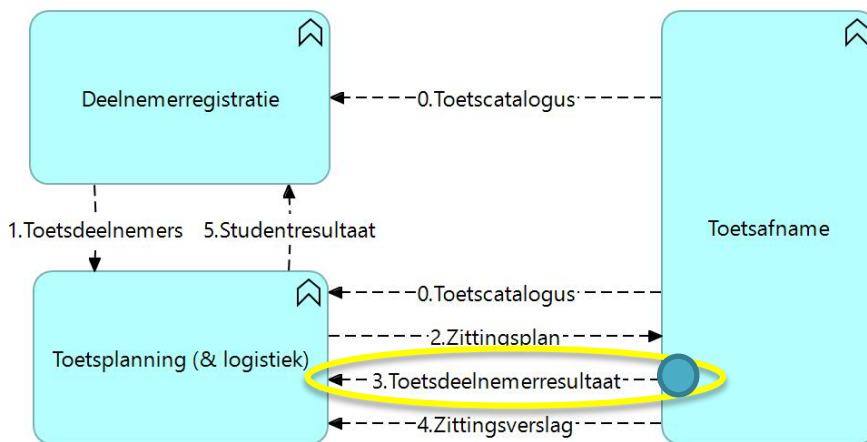 Deelnemerregistratie
0.Toetscatalogus
Toetsafname
1.Toetsdeelnemers
5.Studentresultaat
Toetsplanning (& logistiek)
0.Toetscatalogus
2.Zittingsplan
3.Toetsdeelnemerresultaat
4.Zittingsverslag